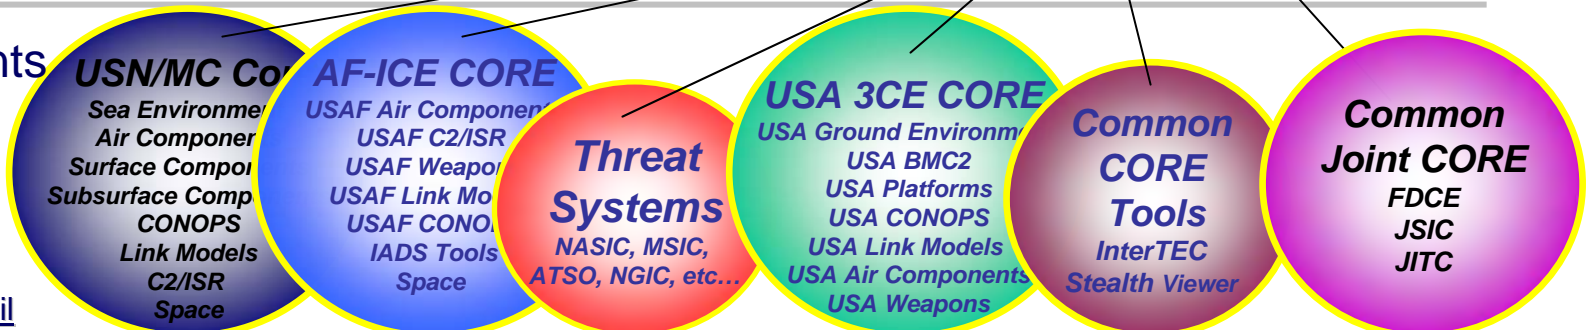 nts
USN/MC Co
Sea Environme
Air Componen
Surface Compon
Subsurface Comp
CONOPS
Link Models
C2/ISR
Space
il
AF-ICE CORE
USAF Air Component
USAF C2/ISR
USAF Weapo
USAF Link Mo
USAF CONO
IADS Tools
Space
Threat
Systems
NASIC, MSIC,
ATSO, NGIC, etc…
USA 3CE CORE
USA Ground Environme
USA BMC2
USA Platforms
USA CONOPS
USA Link Models
USA Air Components
USA Weapons
Common
CORE
Tools
InterTEC
Stealth Viewer
Common
Joint CORE
FDCE
JSIC
JITC